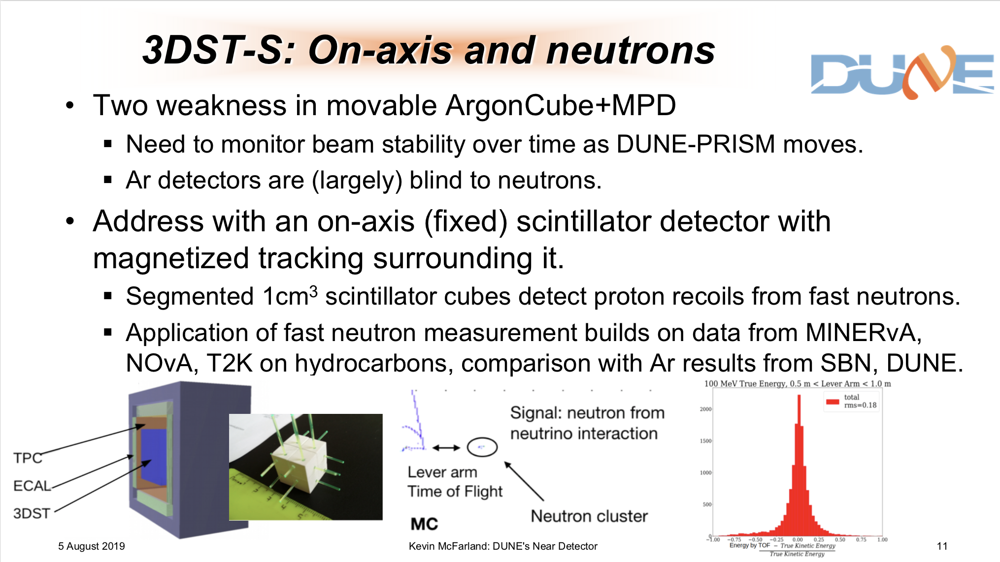 3DST-S: On-axis and neutrons
DUNE
• Two weakness in movable ArgonCube+MPD
▪ Need to monitor beam stability over time as DUNE-PRISM moves.
▪ Ar detectors are (largely) blind to neutrons.
• Address with an on-axis (fixed) scintillator detector with
magnetized tracking surrounding it.
▪ Segmented 1cm³ scintillator cubes detect proton recoils from fast neutrons.
▪ Application of fast neutron measurement builds on data from MINERvA,
NOvA, T2K on hydrocarbons, comparison with Ar results from SBN, DUNE.
TPC
ECAL
3DST
3
4
5
Signal: neutron from
neutrino interaction
Lever arm
Time of Flight
Neutron cluster
MC
100 MeV True Energy, 0.5 m < Lever Arm < 1.0 m
total
rms=0.18
2000
1500
1000
500
0
−1.00 −0.75 −0.50 −0.25 0.00 0.25 0.50 0.75 1.00
Energy by TOF − True Kinetic Energy
True Kinetic Energy
5 August 2019
Kevin McFarland: DUNE's Near Detector
11